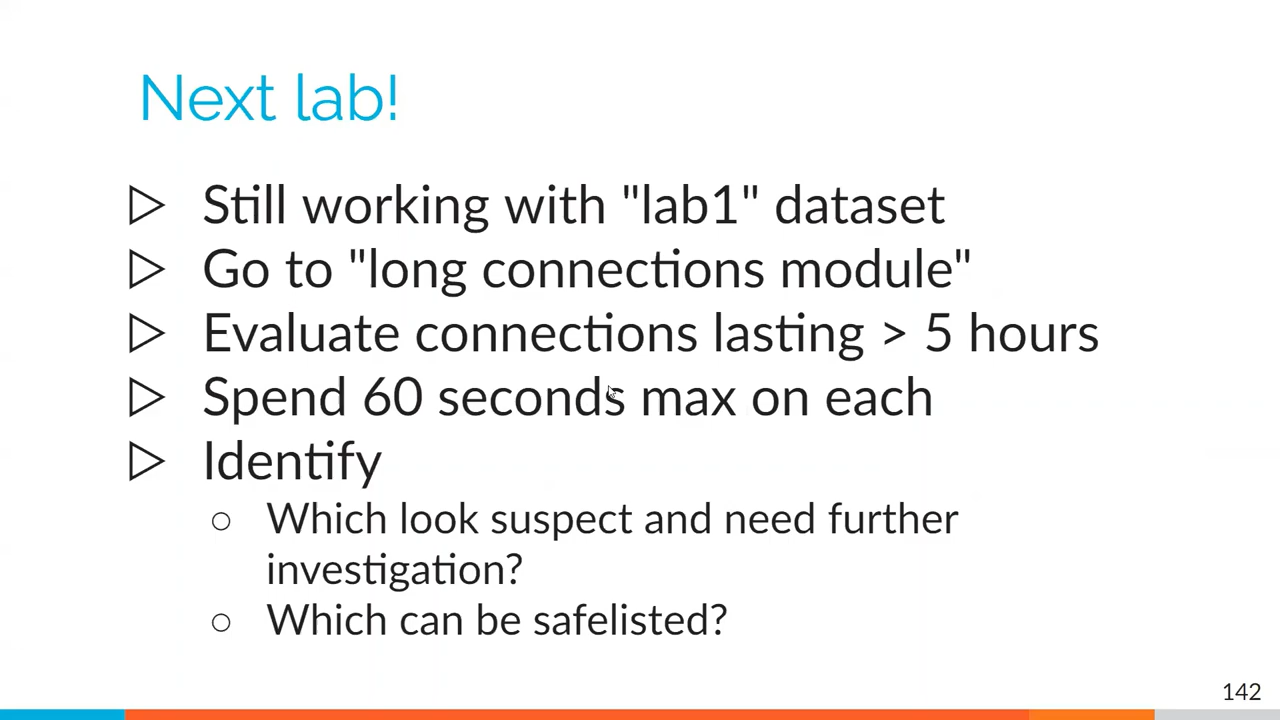 Next lab!
Still working with "lab1" dataset
Go to "long connections module"
Evaluate connections lasting > 5 hours
Spend 60 seconds max on each
Identify
Which look suspect and need further
investigation?
Which can be safelisted?
142